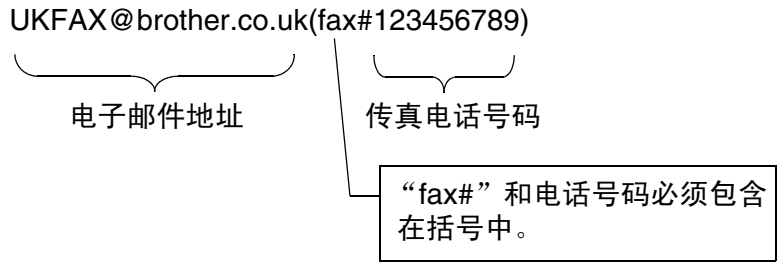 UKFAX@brother.co.uk(fax#123456789)
电子邮件地址
传真电话号码
“fax#”和电话号码必须包含
在括号中。